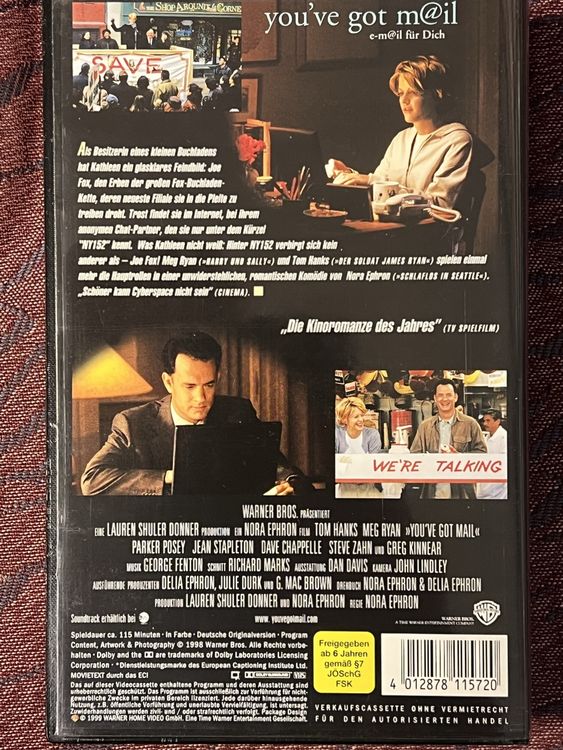 THE SHOP AROUND THE CORNER
SAVE
you've got m@il
e-m@il für Dich
Als Besitzerin eines kleinen Buchladens
hat Kathleen ein glasklares Feindbild: Joe
Fox, den Erben der großen Fox-Buchladen-
Kette, deren neueste Filiale sie in die Pleite zu
treiben droht. Trost findet sie im Internet, bei ihrem
anonymen Chat-Partner, den sie nur unter dem Kürzel
"NY152" kennt. Was Kathleen nicht weiß: Hinter NY152 verbirgt sich kein
anderer als – Joe Fox! Meg Ryan (»HARRY UND SALLY«) und Tom Hanks (»DER SOLDAT JAMES RYAN«) spielen einmal
mehr die Hauptrollen in einer unwiderstehlichen, romantischen Komödie von Nora Ephron (»SCHLAFLOS IN SEATTLE«).
„Schöner kann Cyberspace nicht sein" (CINEMA).
„Die Kinoromanze des Jahres" (TV SPIELFILM)
WE'RE TALKING
WARNER BROS. PRÄSENTIERT
EINE LAUREN SHULER DONNER PRODUKTION EIN NORA EPHRON FILM TOM HANKS MEG RYAN »YOU'VE GOT MAIL«
PARKER POSEY JEAN STAPLETON DAVE CHAPPELLE STEVE ZAHN UND GREG KINNEAR
MUSIK GEORGE FENTON SCHNITT RICHARD MARKS AUSSTATTUNG DAN DAVIS KAMERA JOHN LINDLEY
AUSFÜHRENDE PRODUZENTEN DELIA EPHRON, JULIE DURK UND G. MAC BROWN DREHBUCH NORA EPHRON & DELIA EPHRON
PRODUKTION LAUREN SHULER DONNER UND NORA EPHRON REGIE NORA EPHRON
Soundtrack erhältlich bei
www.youvegotmail.com
WARNER BROS.
A TIME WARNER ENTERTAINMENT COMPANY
Spieldauer ca. 115 Minuten · In Farbe · Deutsche Originalversion · Program
Content, Artwork & Photography © 1998 Warner Bros. Alle Rechte vorbe-
halten · Dolby and the DD are trademarks of Dolby Laboratories Licensing
Corporation · *Dienstleistungsmarke des European Captioning Institute Ltd.
MOVIETEXT durch das ECI VHS DOLBY SURROUND
Das auf dieser Videocassette enthaltene Programm und deren Ausstattung sind
urheberrechtlich geschützt. Das Programm ist ausschließlich zur Vorführung für nicht-
gewerbliche Zwecke im privaten Bereich lizenziert. Jede darüber hinausgehende
Nutzung, z.B. öffentliche Vorführung und unerlaubte Vervielfältigung, ist untersagt.
Zuwiderhandlungen werden zivil- und / oder strafrechtlich verfolgt. Package Design
© 1999 WARNER HOME VIDEO GMBH. Eine Time Warner Entertainment Gesellschaft.
Freigegeben
ab 6 Jahren
gemäß §7
JÖSchG
FSK
4 012878 115720
VERKAUFSCASSETTE OHNE VERMIETRECHT
FÜR DEN AUTORISIERTEN HANDEL